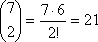 (7 2) = 7·6 / 2! = 21